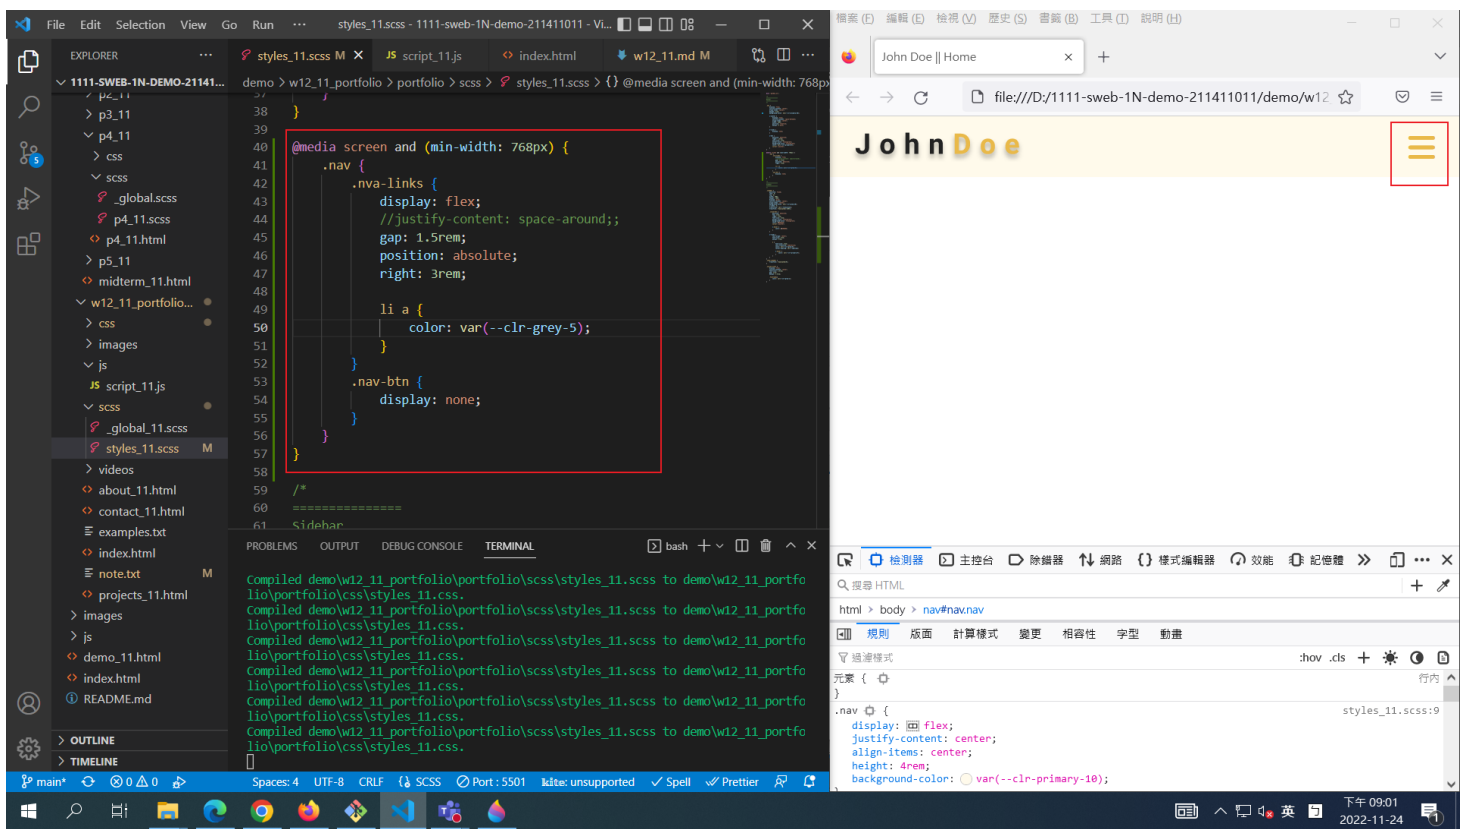 File Edit Selection View Go Run ··· styles_11.scss - 1111-sweb-1N-demo-211411011 - Vi...
EXPLORER ···
1111-SWEB-1N-DEMO-21141...
p2_11
p3_11
p4_11
css
scss
_global.scss
p4_11.scss
p4_11.html
p5_11
midterm_11.html
w12_11_portfolio...
css
images
js
JS script_11.js
scss
_global_11.scss
styles_11.scss M
videos
about_11.html
contact_11.html
examples.txt
index.html
note.txt M
projects_11.html
images
js
demo_11.html
index.html
README.md
OUTLINE
TIMELINE
styles_11.scss M
JS script_11.js
index.html
w12_11.md M
demo > w12_11_portfolio > portfolio > scss > styles_11.scss > {} @media screen and (min-width: 768px
37 }
38 }
39
40 @media screen and (min-width: 768px) {
41 .nav {
42 .nva-links {
43 display: flex;
44 //justify-content: space-around;;
45 gap: 1.5rem;
46 position: absolute;
47 right: 3rem;
48
49 li a {
50 color: var(--clr-grey-5);
51 }
52 }
53 .nav-btn {
54 display: none;
55 }
56 }
57 }
58
59 /*
60 ===============
61 Sidebar
PROBLEMS OUTPUT DEBUG CONSOLE TERMINAL bash
Compiled demo\w12_11_portfolio\portfolio\scss\styles_11.scss to demo\w12_11_portfo
lio\portfolio\css\styles_11.css.
Compiled demo\w12_11_portfolio\portfolio\scss\styles_11.scss to demo\w12_11_portfo
lio\portfolio\css\styles_11.css.
Compiled demo\w12_11_portfolio\portfolio\scss\styles_11.scss to demo\w12_11_portfo
lio\portfolio\css\styles_11.css.
Compiled demo\w12_11_portfolio\portfolio\scss\styles_11.scss to demo\w12_11_portfo
lio\portfolio\css\styles_11.css.
Compiled demo\w12_11_portfolio\portfolio\scss\styles_11.scss to demo\w12_11_portfo
lio\portfolio\css\styles_11.css.
Compiled demo\w12_11_portfolio\portfolio\scss\styles_11.scss to demo\w12_11_portfo
lio\portfolio\css\styles_11.css.
5
main* 0 0 Spaces: 4 UTF-8 CRLF SCSS Port : 5501 kite: unsupported Spell Prettier
檔案 (F) 編輯 (E) 檢視 (V) 歷史 (S) 書籤 (B) 工具 (T) 說明 (H)
John Doe || Home
file:///D:/1111-sweb-1N-demo-211411011/demo/w12
JohnDoe
檢測器 主控台 除錯器 網路 樣式編輯器 效能 記憶體
搜尋 HTML
html > body > nav#nav.nav
規則 版面 計算樣式 變更 相容性 字型 動畫
過濾樣式 :hov .cls
元素 { 行內
}
.nav { styles_11.scss:9
display: flex;
justify-content: center;
align-items: center;
height: 4rem;
background-color: var(--clr-primary-10);
英 下午 09:01
2022-11-24
1